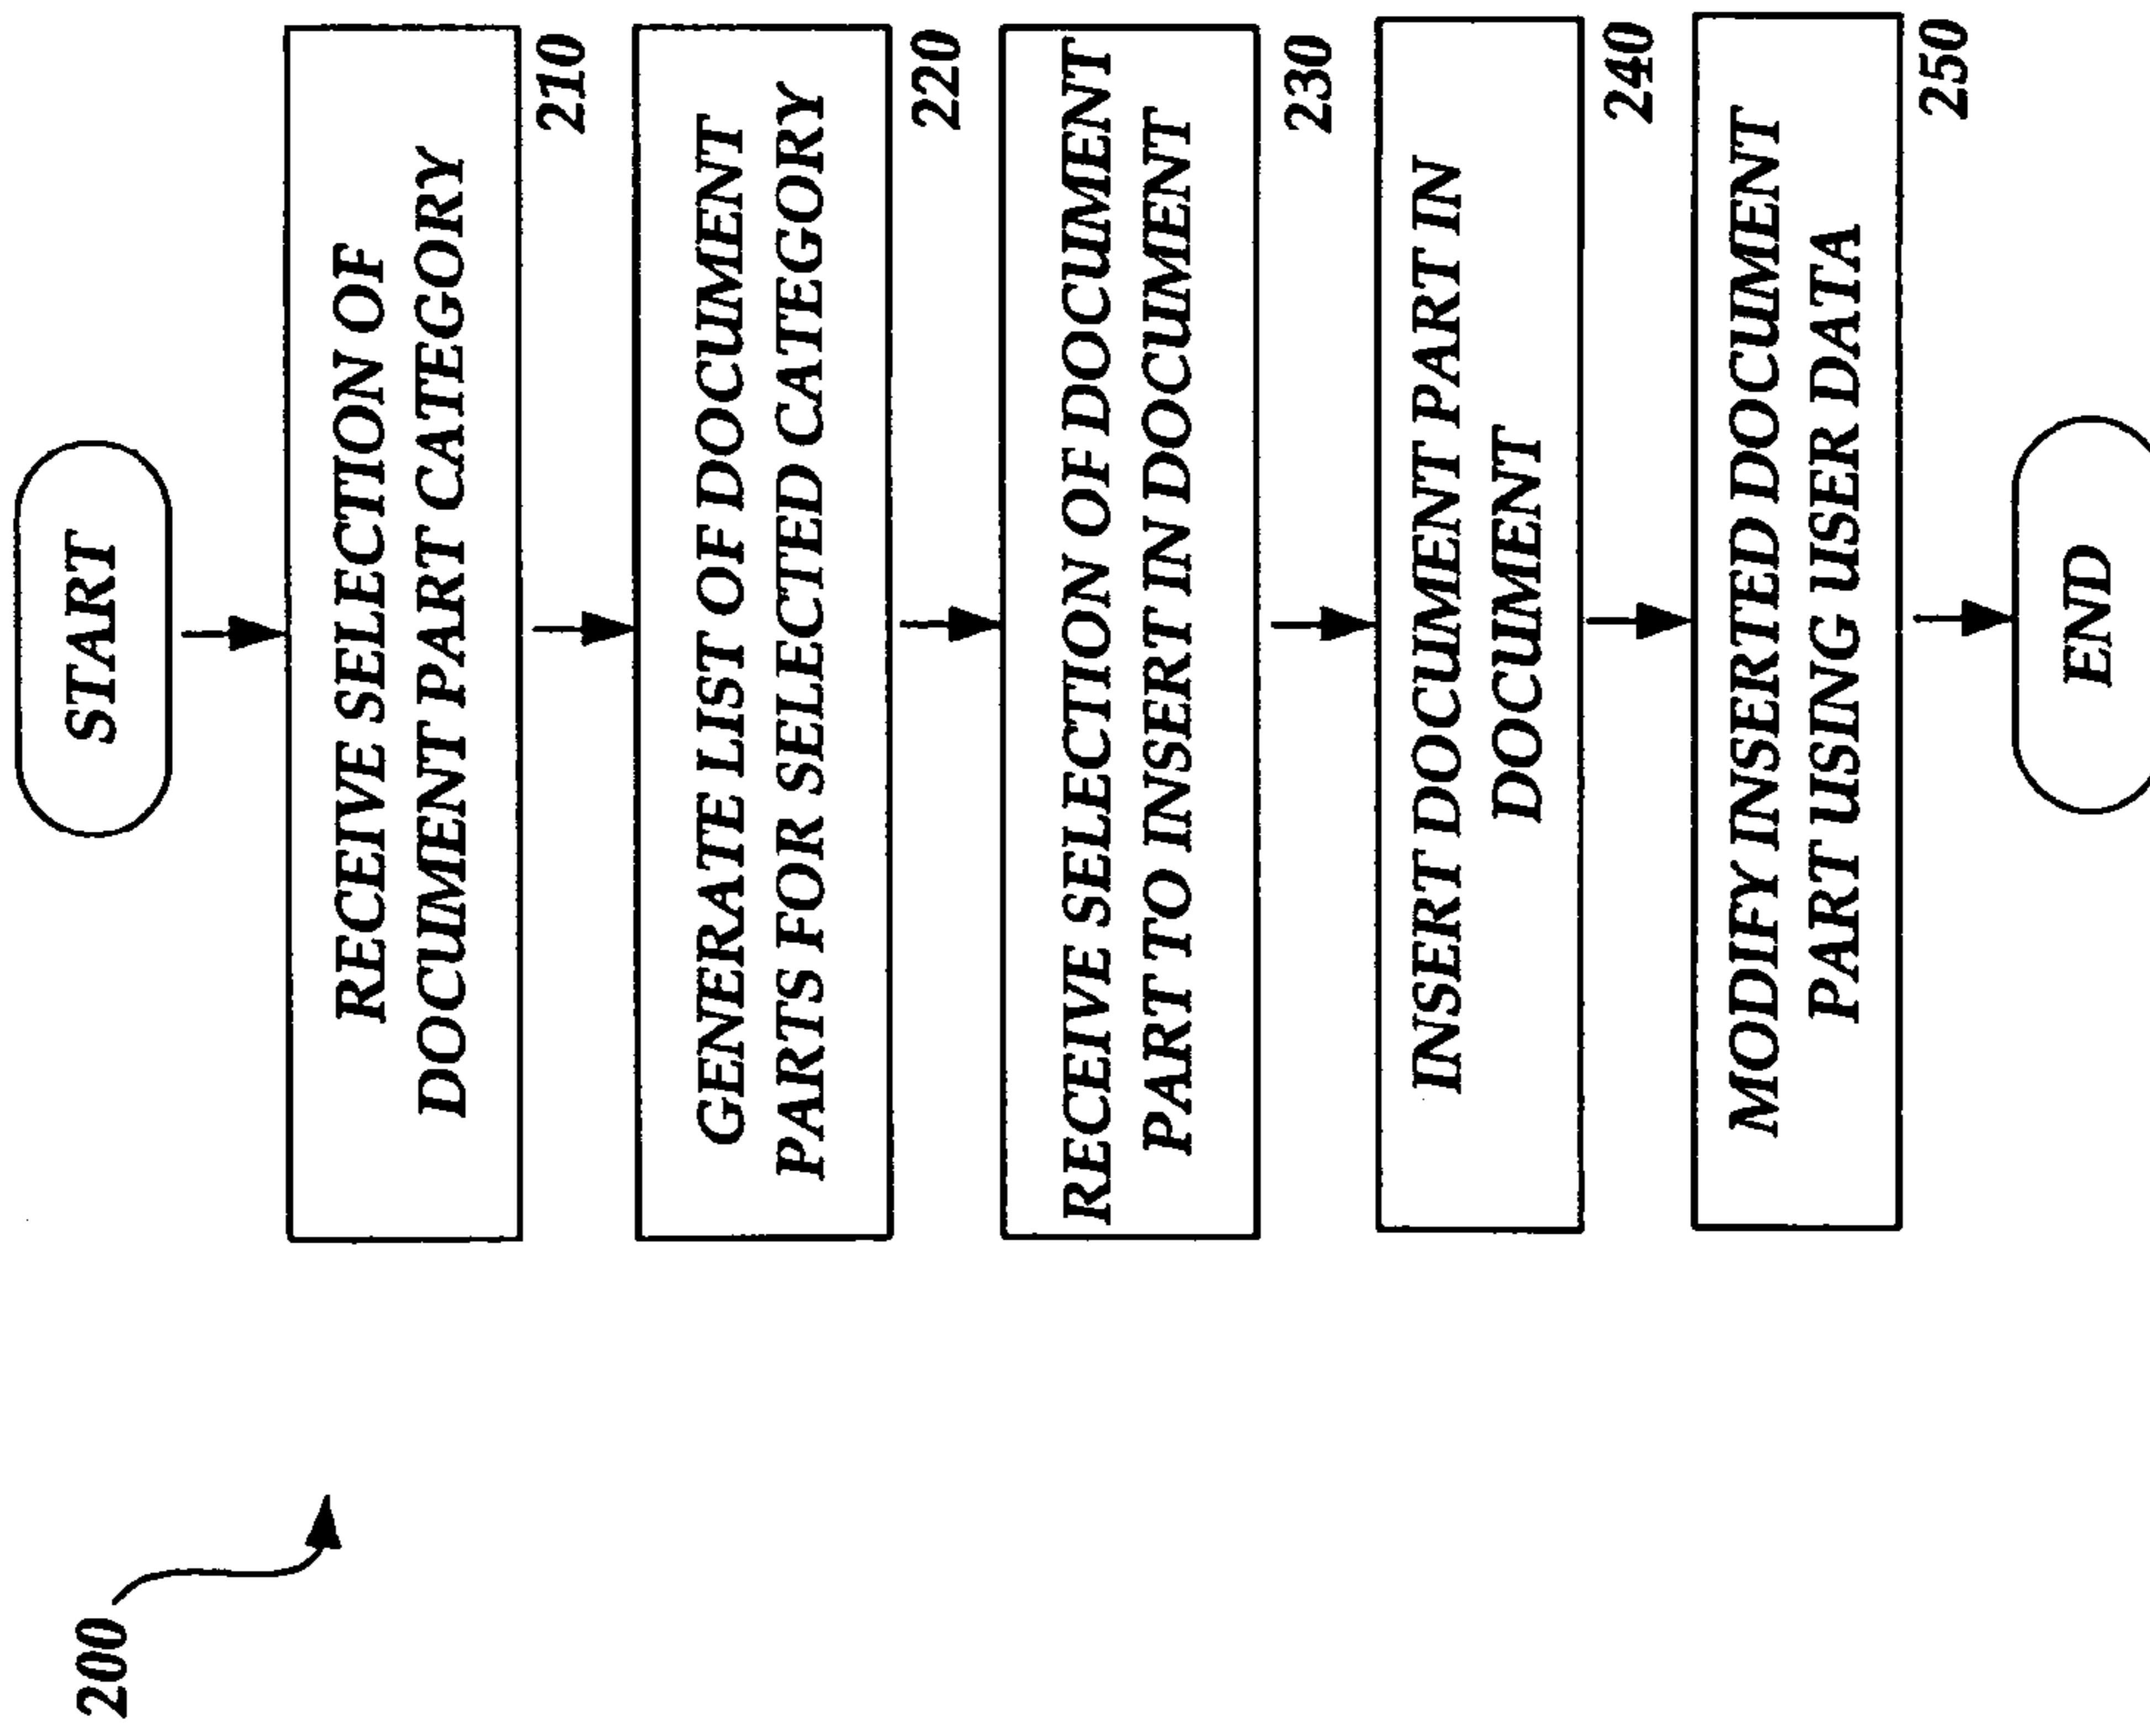 200
START
RECEIVE SELECTION OF
DOCUMENT PART CATEGORY
210
GENERATE LIST OF DOCUMENT
PARTS FOR SELECTED CATEGORY
220
RECEIVE SELECTION OF DOCUMENT
PART TO INSERT IN DOCUMENT
230
INSERT DOCUMENT PART IN
DOCUMENT
240
MODIFY INSERTED DOCUMENT
PART USING USER DATA
250
END